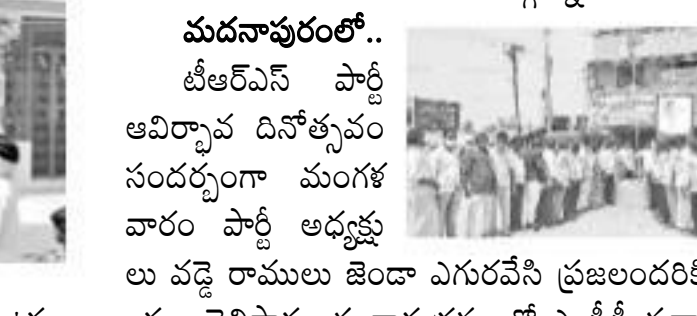 మదనాపురంలో..
టీఆర్ఎస్ పార్టీ
ఆవిర్భావ దినోత్సవం
సందర్భంగా మంగళ
వారం పార్టీ అధ్యక్షు
లు వడ్డె రాములు జెండా ఎగురవేసి ప్రజలందరికి